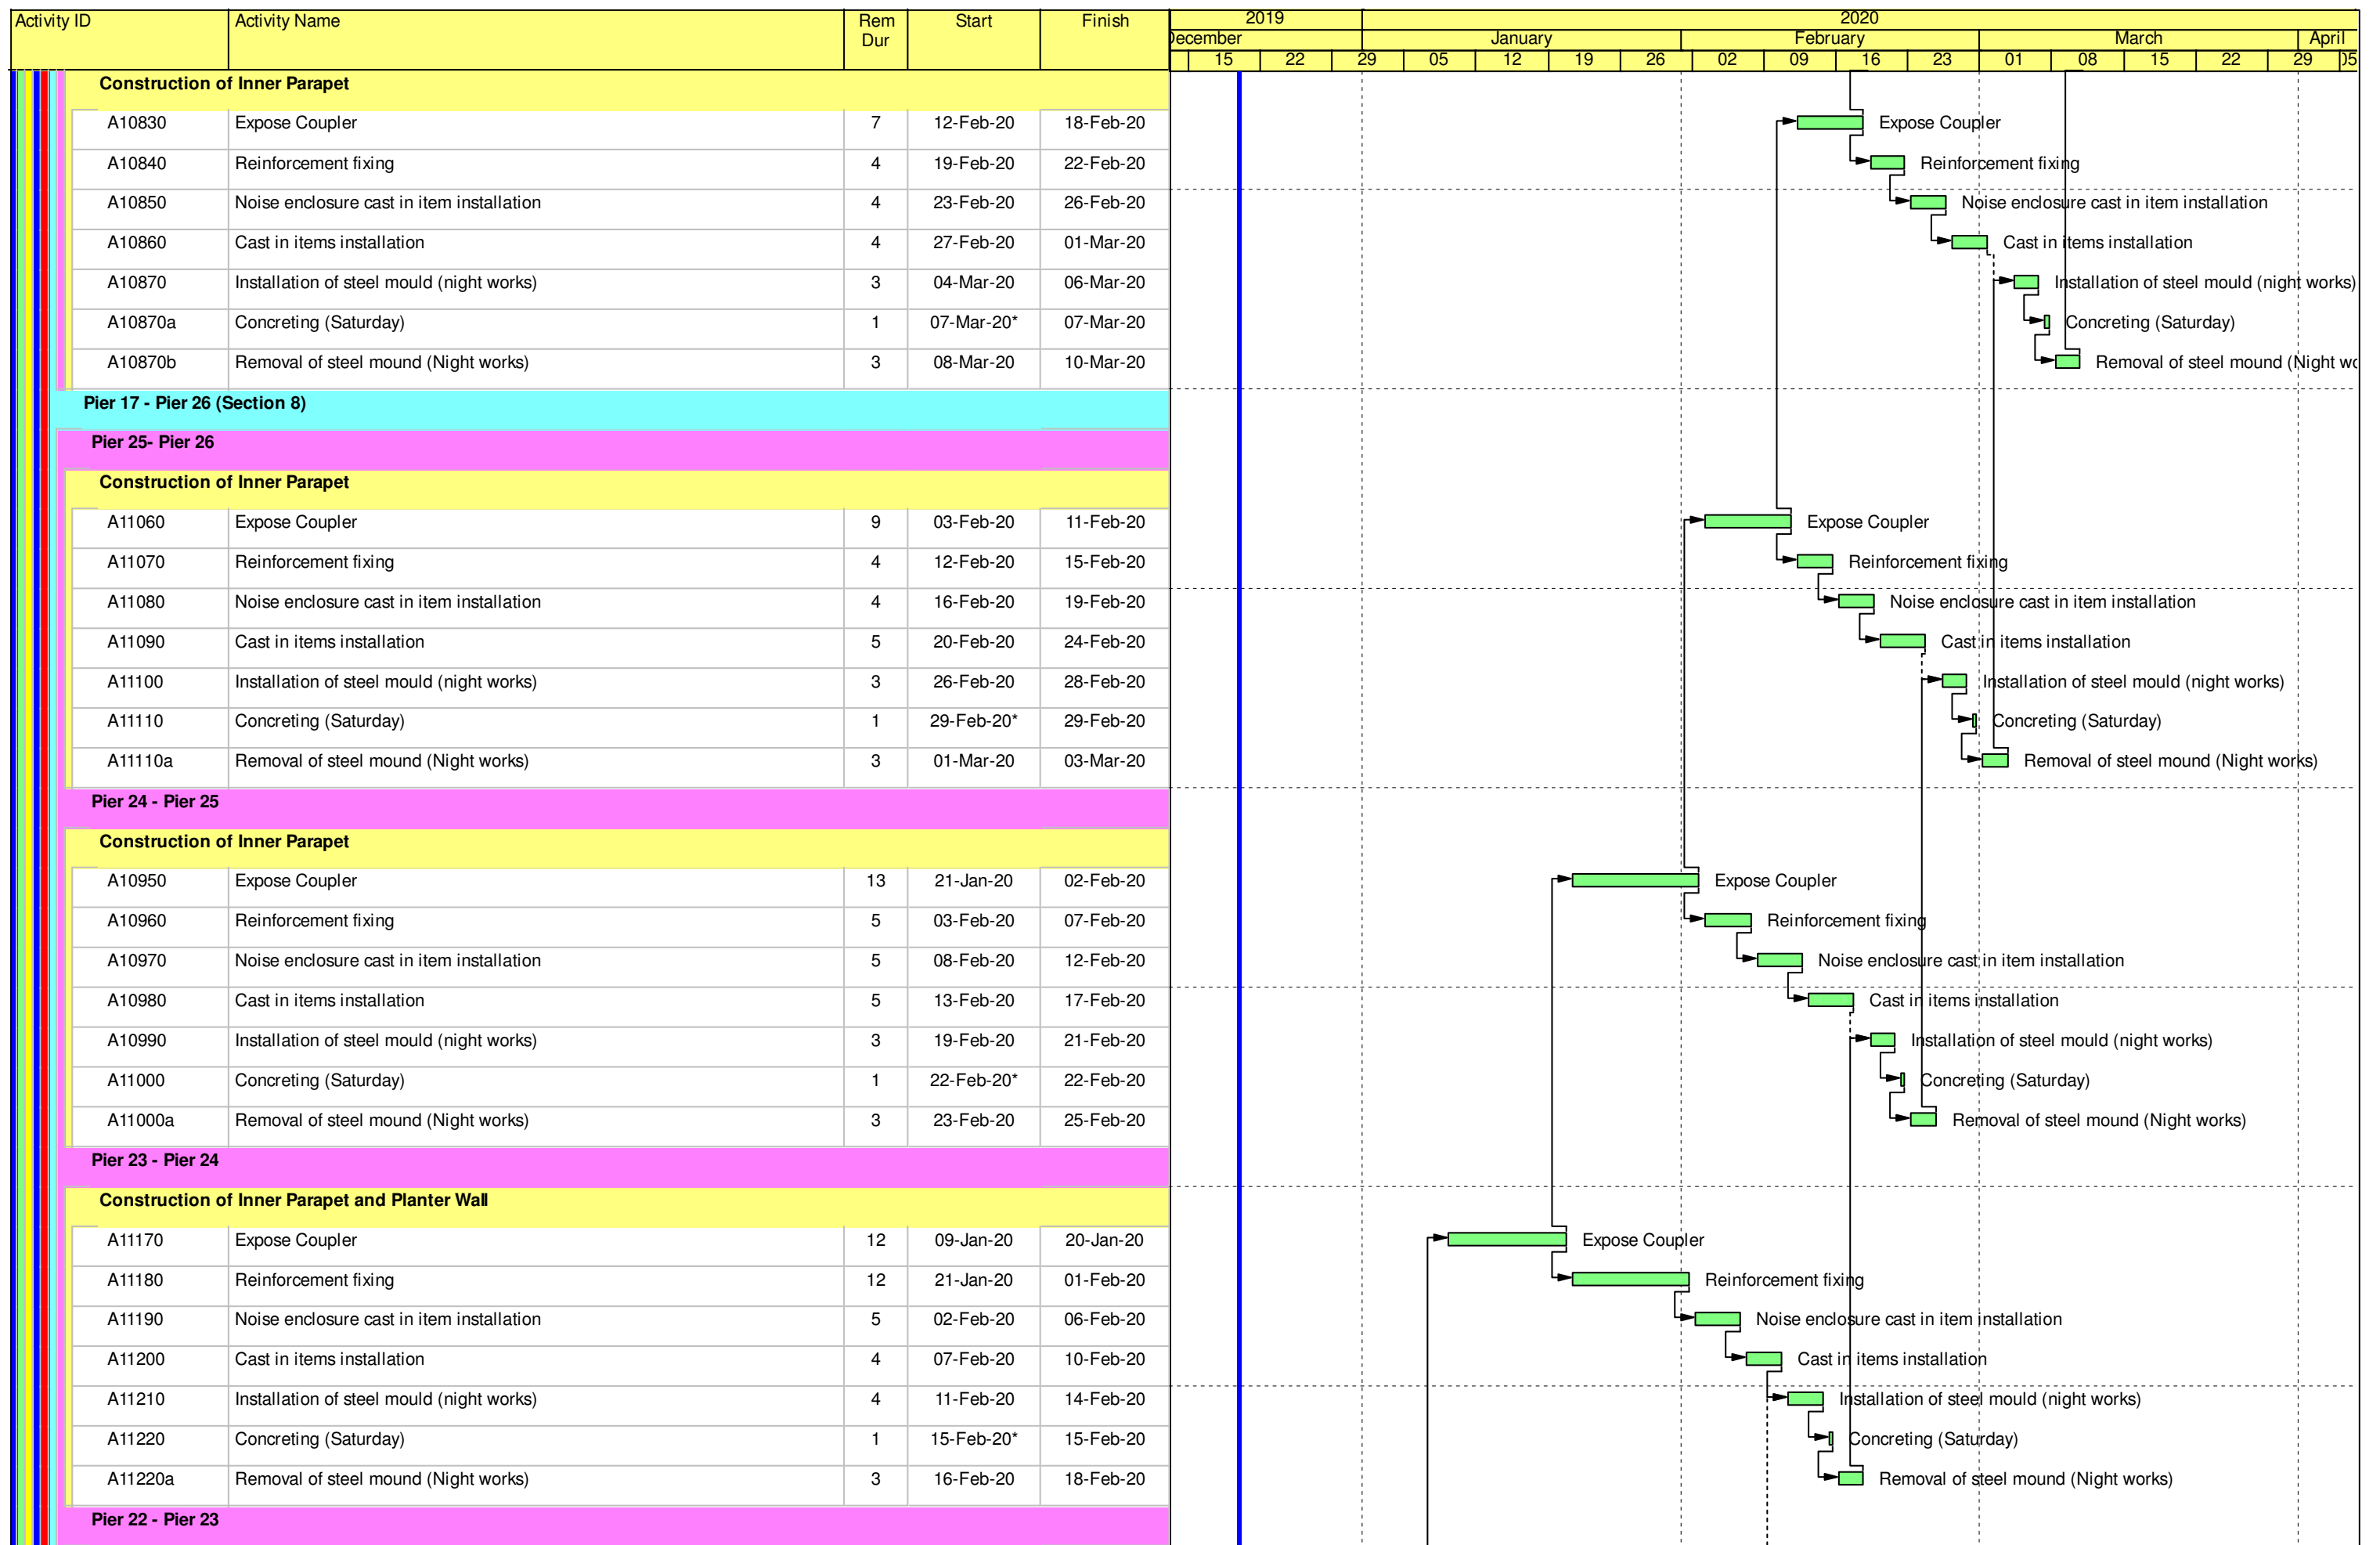 Activity ID Activity Name Rem Dur Start Finish 2019 2020
December January February March April
15 22 29 05 12 19 26 02 09 16 23 01 08 15 22 29 05
Construction of Inner Parapet
A10830 Expose Coupler 7 12-Feb-20 18-Feb-20 Expose Coupler
A10840 Reinforcement fixing 4 19-Feb-20 22-Feb-20 Reinforcement fixing
A10850 Noise enclosure cast in item installation 4 23-Feb-20 26-Feb-20 Noise enclosure cast in item installation
A10860 Cast in items installation 4 27-Feb-20 01-Mar-20 Cast in items installation
A10870 Installation of steel mould (night works) 3 04-Mar-20 06-Mar-20 Installation of steel mould (night works)
A10870a Concreting (Saturday) 1 07-Mar-20* 07-Mar-20 Concreting (Saturday)
A10870b Removal of steel mound (Night works) 3 08-Mar-20 10-Mar-20 Removal of steel mound (Night wo
Pier 17 - Pier 26 (Section 8)
Pier 25- Pier 26
Construction of Inner Parapet
A11060 Expose Coupler 9 03-Feb-20 11-Feb-20 Expose Coupler
A11070 Reinforcement fixing 4 12-Feb-20 15-Feb-20 Reinforcement fixing
A11080 Noise enclosure cast in item installation 4 16-Feb-20 19-Feb-20 Noise enclosure cast in item installation
A11090 Cast in items installation 5 20-Feb-20 24-Feb-20 Cast in items installation
A11100 Installation of steel mould (night works) 3 26-Feb-20 28-Feb-20 Installation of steel mould (night works)
A11110 Concreting (Saturday) 1 29-Feb-20* 29-Feb-20 Concreting (Saturday)
A11110a Removal of steel mound (Night works) 3 01-Mar-20 03-Mar-20 Removal of steel mound (Night works)
Pier 24 - Pier 25
Construction of Inner Parapet
A10950 Expose Coupler 13 21-Jan-20 02-Feb-20 Expose Coupler
A10960 Reinforcement fixing 5 03-Feb-20 07-Feb-20 Reinforcement fixing
A10970 Noise enclosure cast in item installation 5 08-Feb-20 12-Feb-20 Noise enclosure cast in item installation
A10980 Cast in items installation 5 13-Feb-20 17-Feb-20 Cast in items installation
A10990 Installation of steel mould (night works) 3 19-Feb-20 21-Feb-20 Installation of steel mould (night works)
A11000 Concreting (Saturday) 1 22-Feb-20* 22-Feb-20 Concreting (Saturday)
A11000a Removal of steel mound (Night works) 3 23-Feb-20 25-Feb-20 Removal of steel mound (Night works)
Pier 23 - Pier 24
Construction of Inner Parapet and Planter Wall
A11170 Expose Coupler 12 09-Jan-20 20-Jan-20 Expose Coupler
A11180 Reinforcement fixing 12 21-Jan-20 01-Feb-20 Reinforcement fixing
A11190 Noise enclosure cast in item installation 5 02-Feb-20 06-Feb-20 Noise enclosure cast in item installation
A11200 Cast in items installation 4 07-Feb-20 10-Feb-20 Cast in items installation
A11210 Installation of steel mould (night works) 4 11-Feb-20 14-Feb-20 Installation of steel mould (night works)
A11220 Concreting (Saturday) 1 15-Feb-20* 15-Feb-20 Concreting (Saturday)
A11220a Removal of steel mound (Night works) 3 16-Feb-20 18-Feb-20 Removal of steel mound (Night works)
Pier 22 - Pier 23